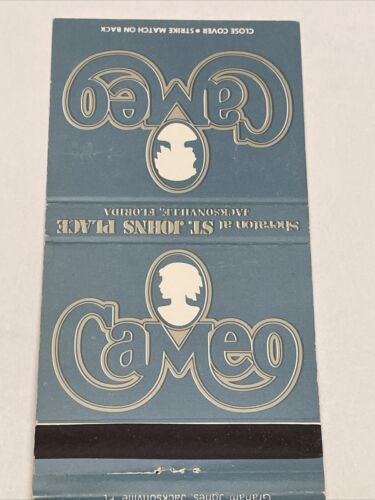 CLOSE COVER ★ STRIKE MATCH ON BACK
CAMEO
Sheraton at ST. JOHNS PLACE
JACKSONVILLE, FLORIDA
CAMEO
Graham Jones, Jacksonville, Fl